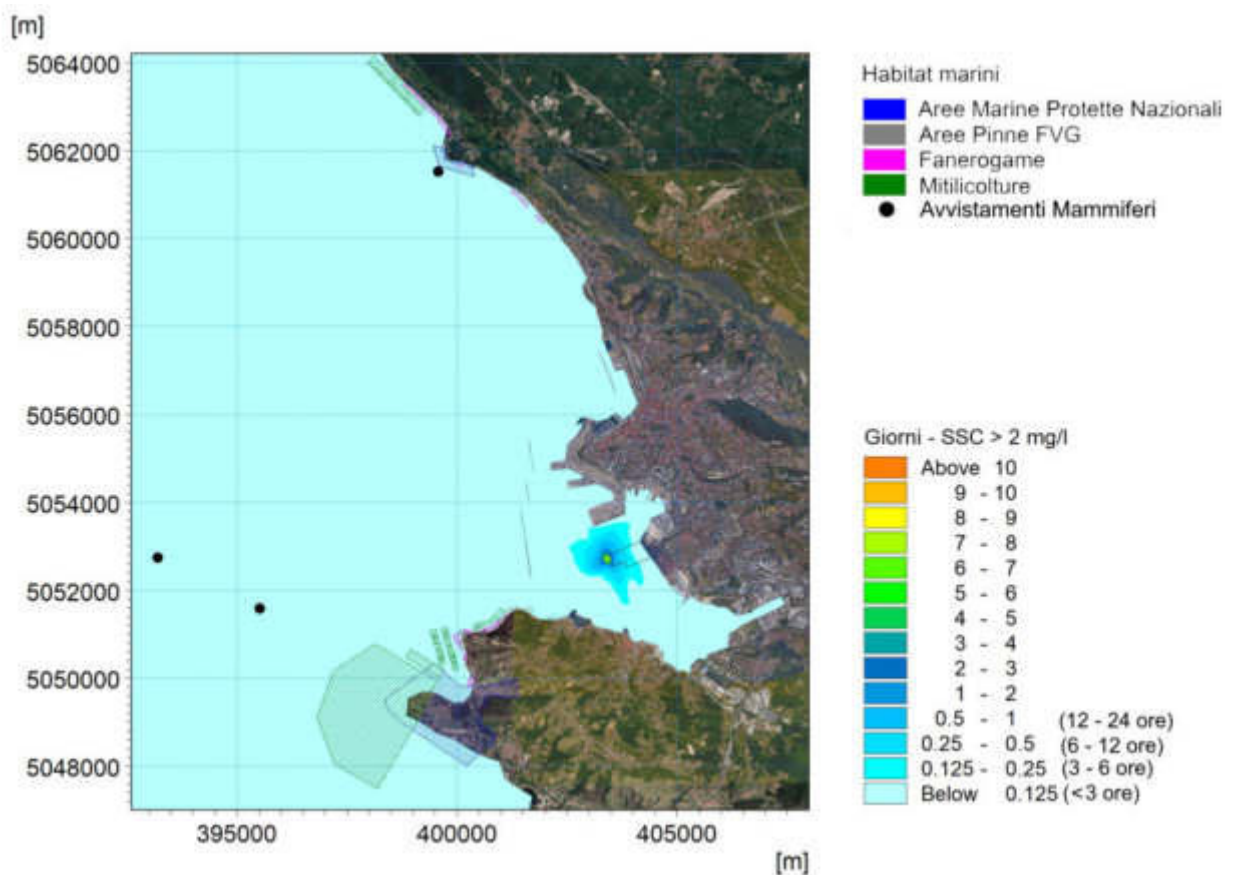 [m]
5064000
5062000
5060000
5058000
5056000
5054000
5052000
5050000
5048000
395000
400000
405000
[m]
Habitat marini
Aree Marine Protette Nazionali
Aree Pinne FVG
Fanerogame
Mitilicolture
Avvistamenti Mammiferi
Giorni - SSC > 2 mg/l
Above 10
9 - 10
8 - 9
7 - 8
6 - 7
5 - 6
4 - 5
3 - 4
2 - 3
1 - 2
0.5 - 1 (12 - 24 ore)
0.25 - 0.5 (6 - 12 ore)
0.125 - 0.25 (3 - 6 ore)
Below 0.125 (<3 ore)